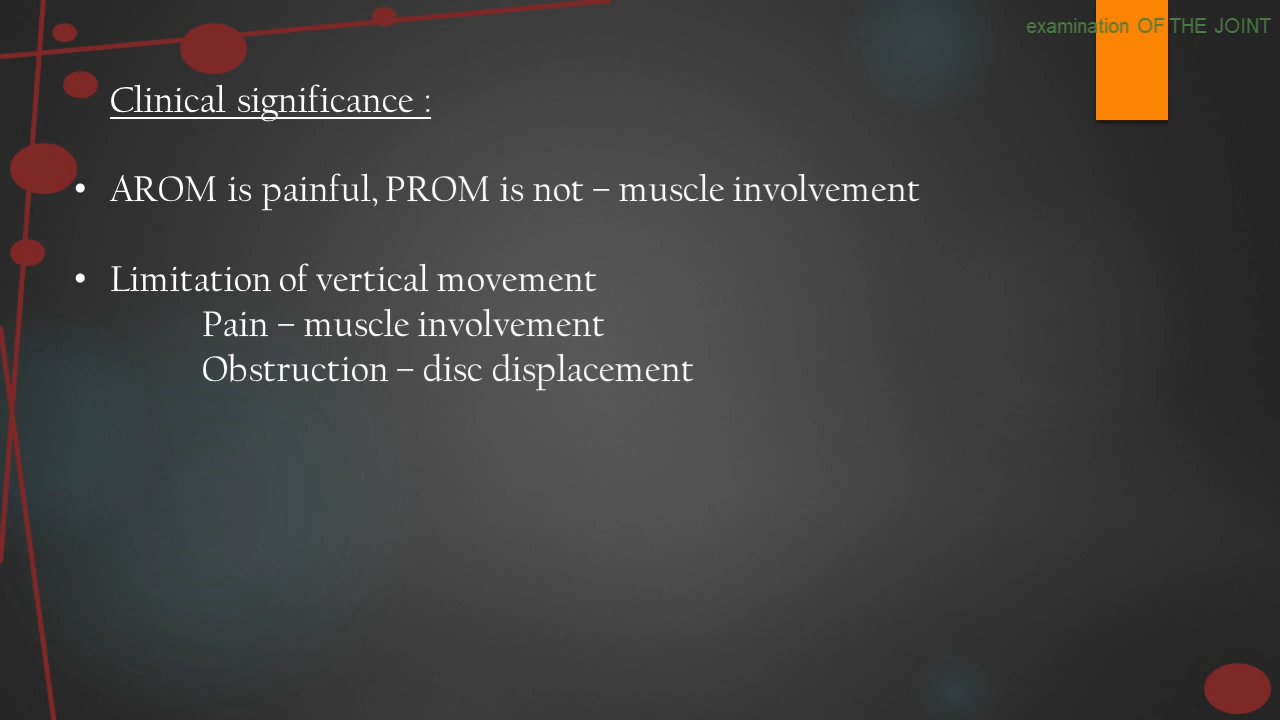 examination OF THE JOINT
Clinical significance :
• AROM is painful, PROM is not – muscle involvement
• Limitation of vertical movement
Pain – muscle involvement
Obstruction – disc displacement